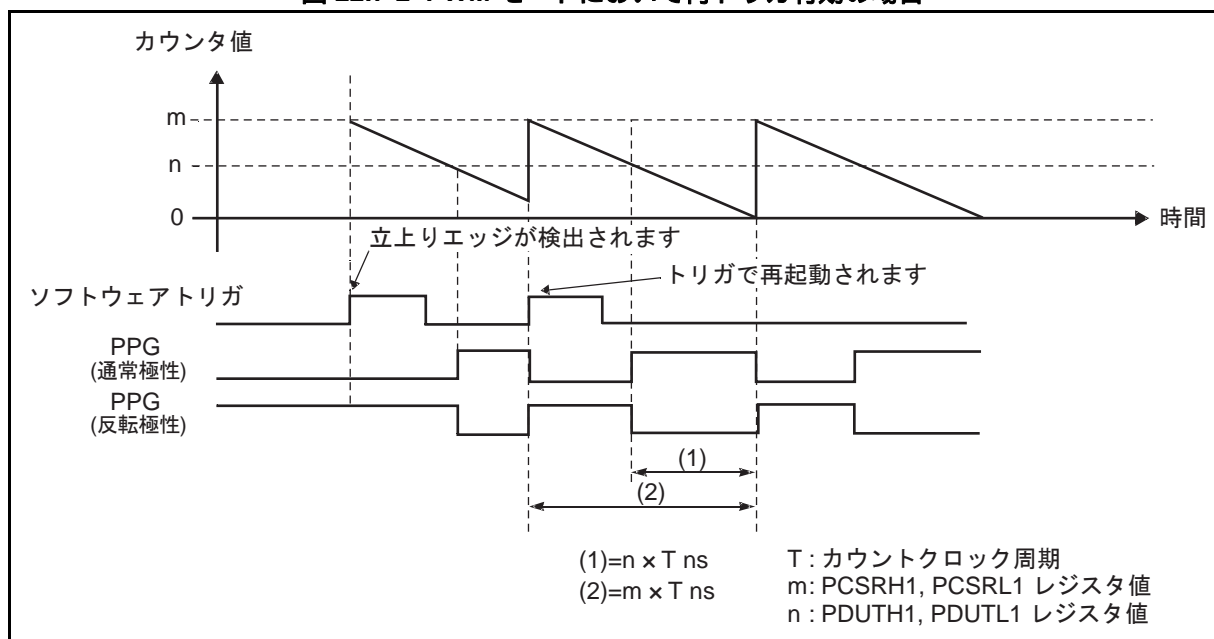 カウンタ値
m
n
0
時間
立上りエッジが検出されます
トリガで再起動されます
ソフトウェアトリガ
PPG
(通常極性)
PPG
(反転極性)
(1)
(2)
(1)=n × T ns
(2)=m × T ns
T : カウントクロック周期
m: PCSRH1, PCSRL1 レジスタ値
n : PDUTH1, PDUTL1 レジスタ値